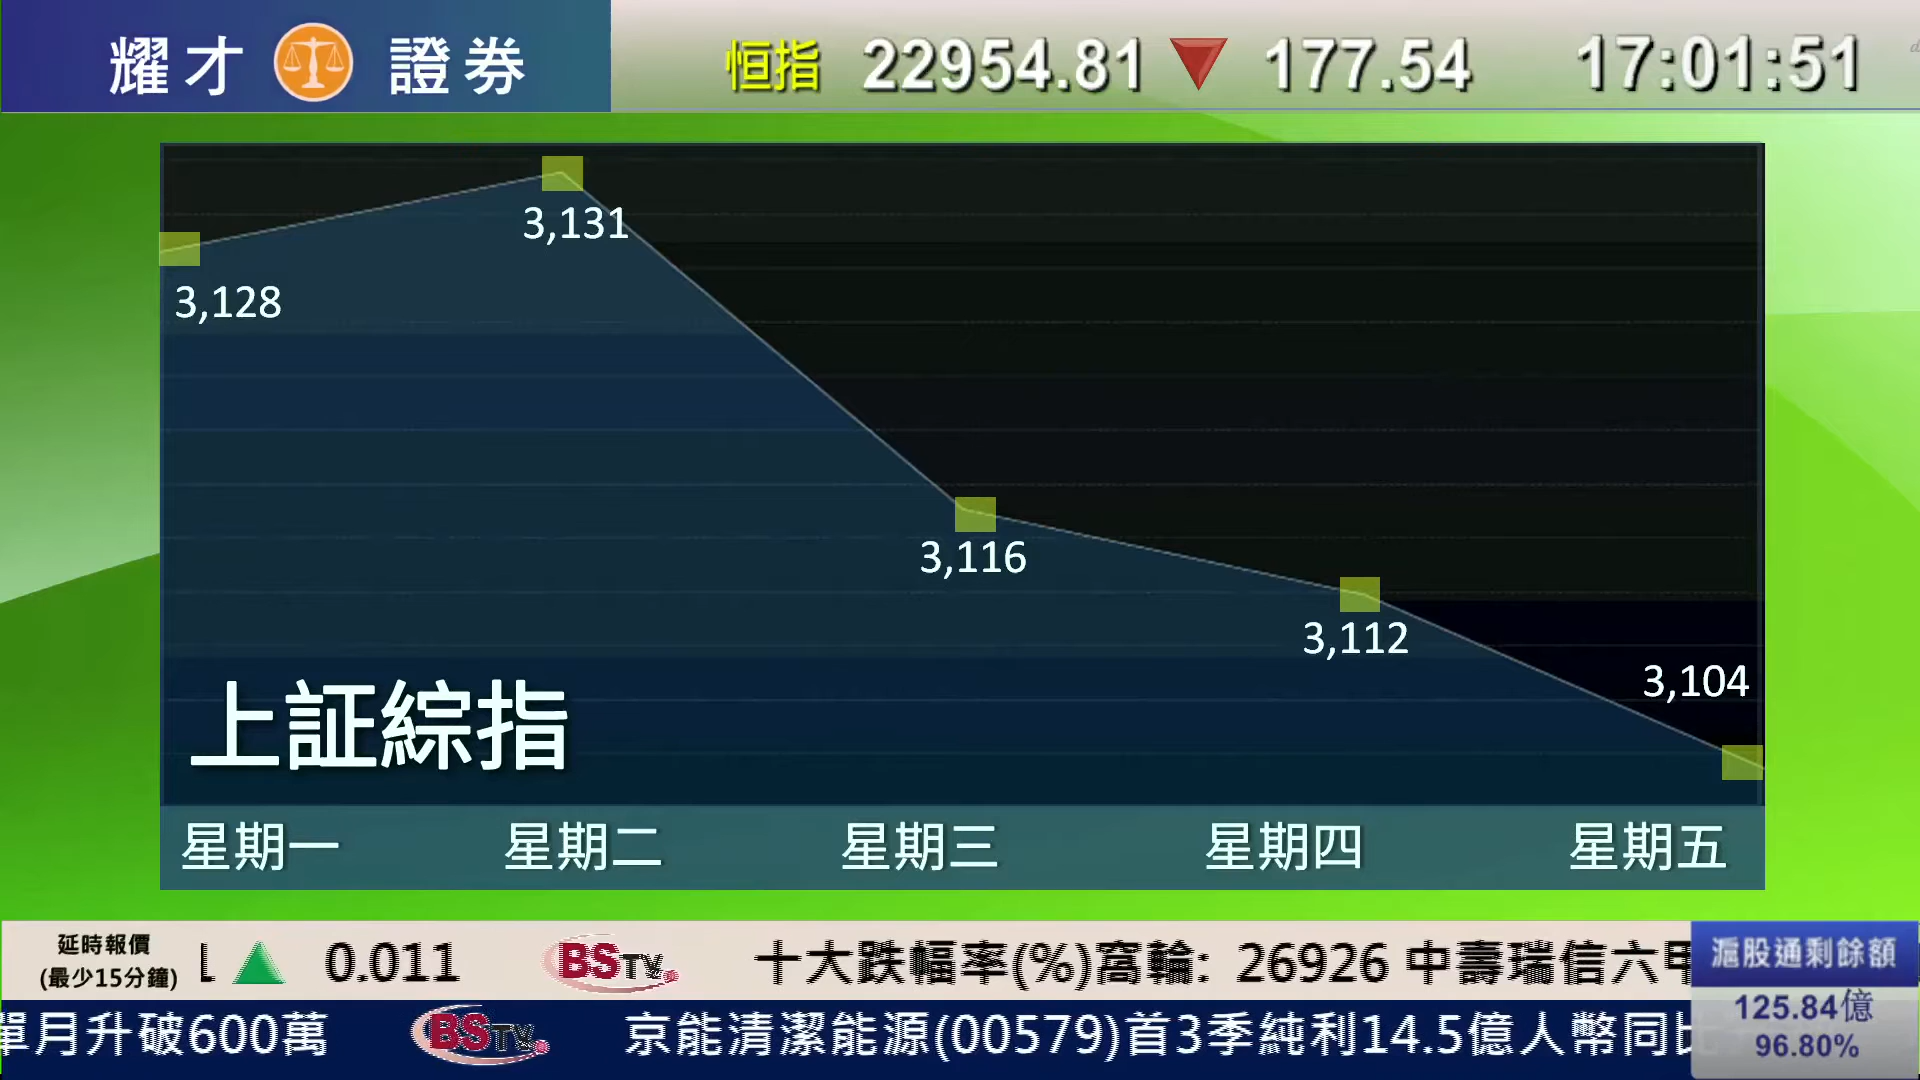 耀才 證券
恒指 22954.81 177.54 17:01:51
3,131
3,128
3,116
3,112
3,104
上証綜指
星期一 星期二 星期三 星期四 星期五
延時報價
(最少15分鐘)
0.011 BSTV 十大跌幅率(%)窩輪: 26926 中壽瑞信六甲
滬股通剩餘額
125.84億
96.80%
單月升破600萬 BSTV 京能清潔能源(00579)首3季純利14.5億人幣同比